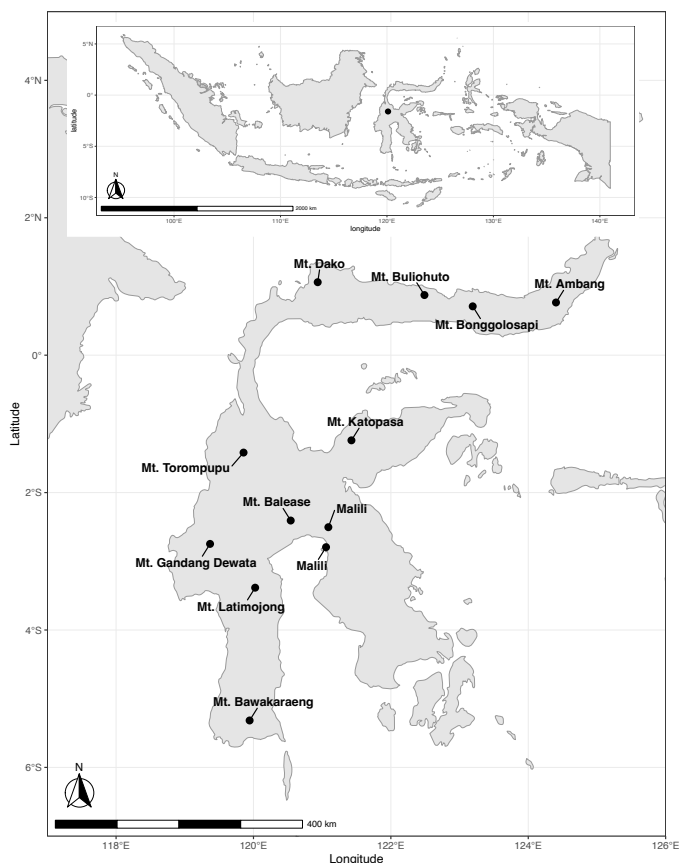 5°N
0°
5°S
10°S
latitude
N
2000 km
100°E
110°E
120°E
130°E
140°E
longitude
4°N
2°N
0°
2°S
4°S
6°S
Latitude
Mt. Dako
Mt. Buliohuto
Mt. Ambang
Mt. Bonggolosapi
Mt. Katopasa
Mt. Torompupu
Mt. Balease
Malili
Mt. Gandang Dewata
Malili
Mt. Latimojong
Mt. Bawakaraeng
N
400 km
118°E
120°E
122°E
124°E
126°E
Longitude